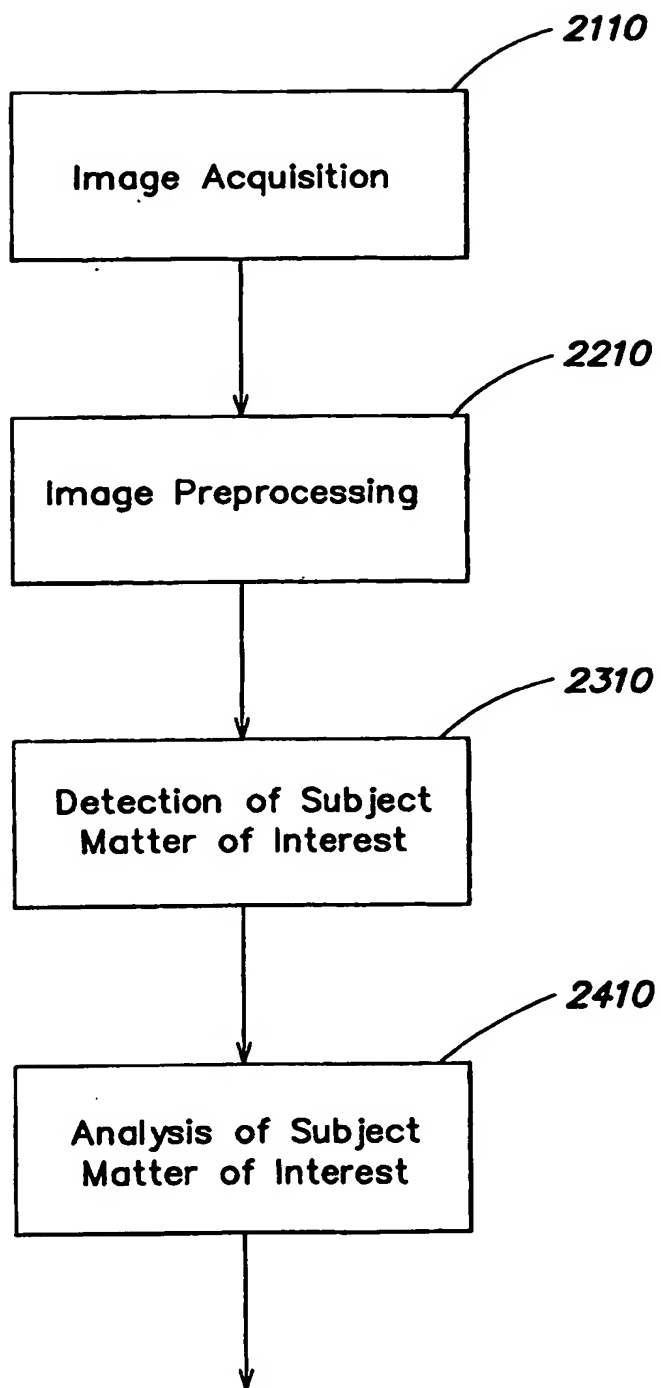 2110
Image Acquisition
2210
Image Preprocessing
2310
Detection of Subject
Matter of Interest
2410
Analysis of Subject
Matter of Interest